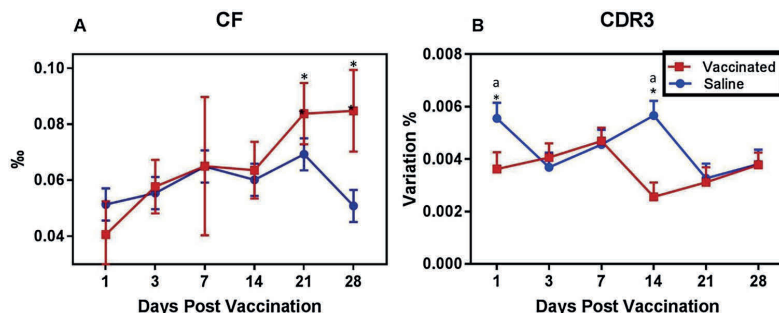 A
CF
0.10
0.08
0.06
0.04
‰
1 3 7 14 21 28
Days Post Vaccination
* *
* *
B
CDR3
0.008
0.006
0.004
0.002
0.000
Variation %
1 3 7 14 21 28
Days Post Vaccination
a a
* *
Vaccinated
Saline